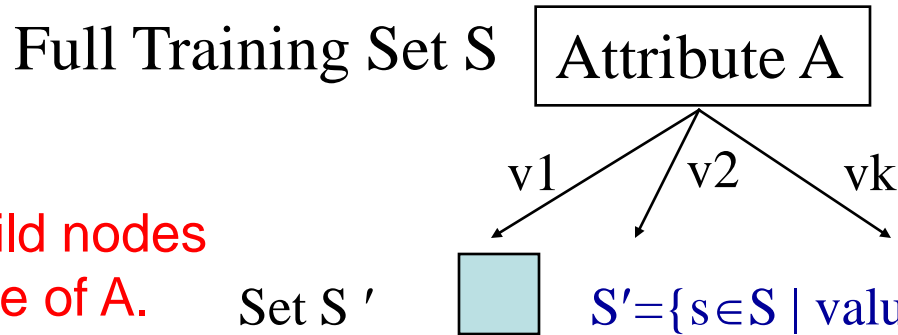 Full Training Set S
Attribute A
v1 v2 vk
ild nodes
e of A.
Set S ′
S′={s∈S | valu